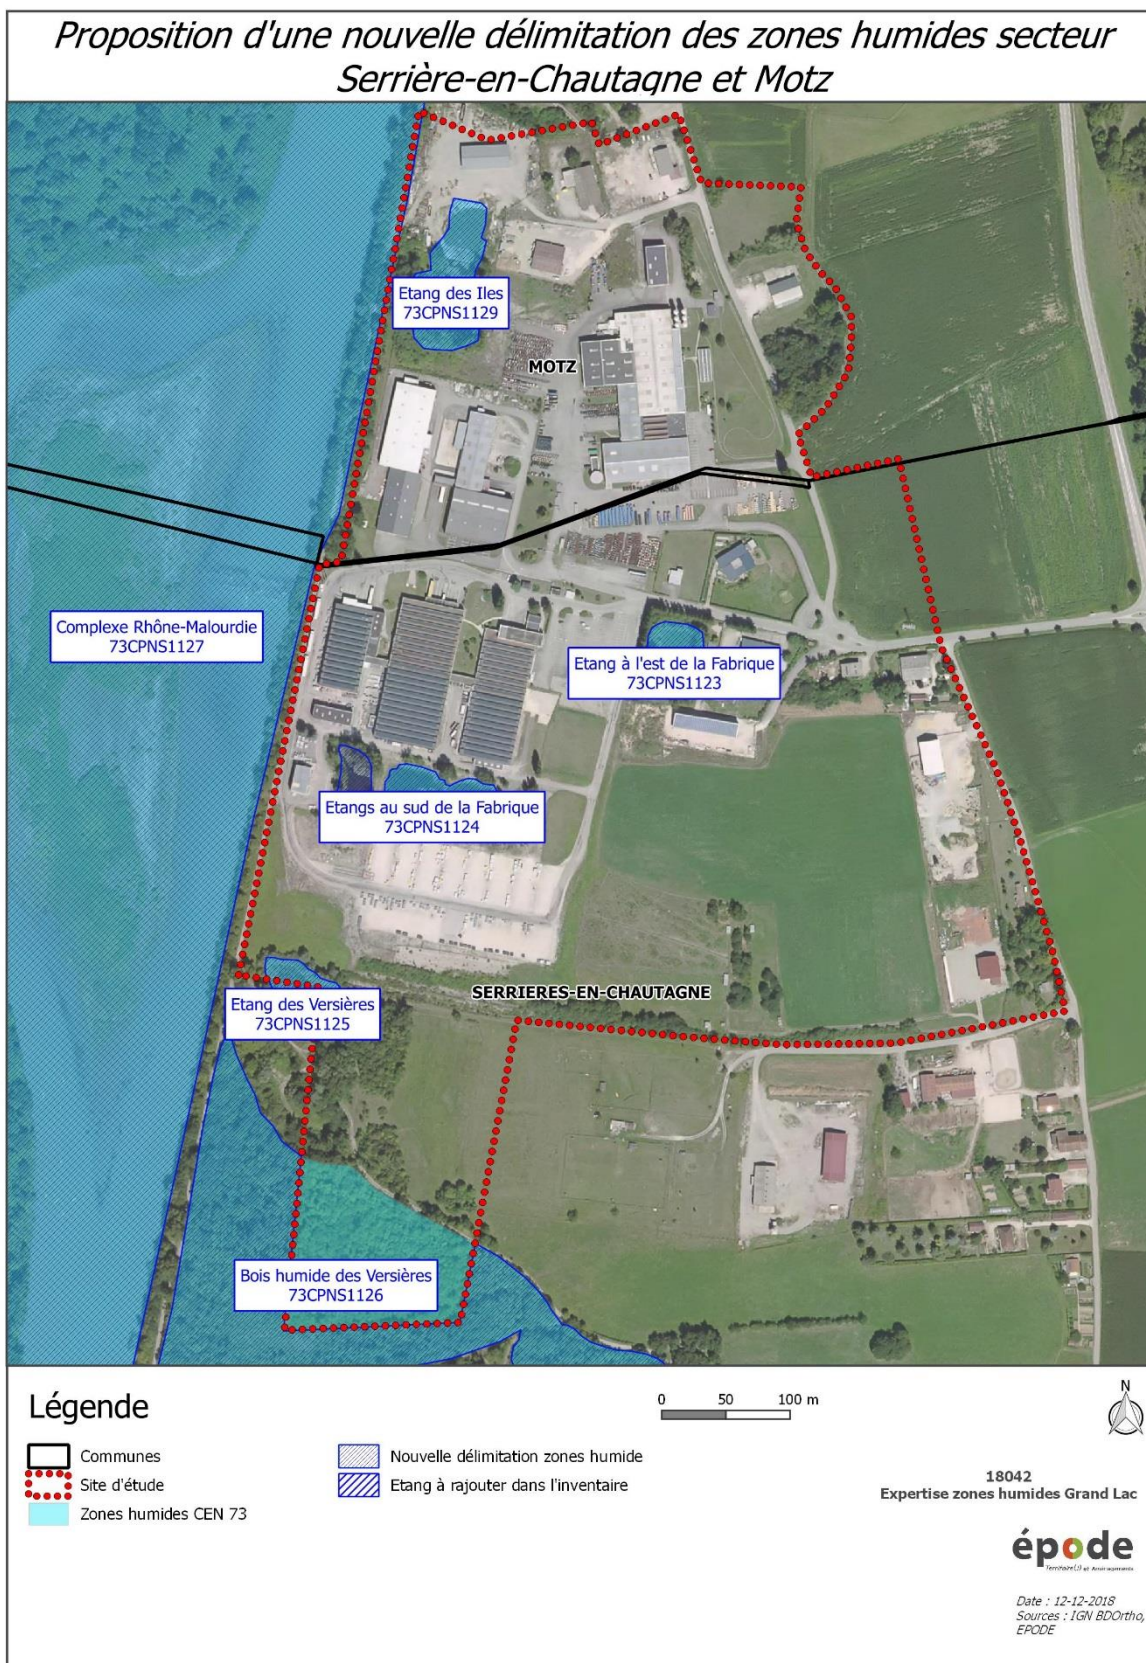 Proposition d'une nouvelle délimitation des zones humides secteur
Serrière-en-Chautagne et Motz
Etang des Iles
73CPNS1129
MOTZ
Complexe Rhône-Malourdie
73CPNS1127
Etang à l'est de la Fabrique
73CPNS1123
Etangs au sud de la Fabrique
73CPNS1124
SERRIERES-EN-CHAUTAGNE
Etang des Versières
73CPNS1125
Bois humide des Versières
73CPNS1126
Légende
Communes
Site d'étude
Zones humides CEN 73
Nouvelle délimitation zones humide
Etang à rajouter dans l'inventaire
0 50 100 m
N
18042
Expertise zones humides Grand Lac
épode
Territoire(s) et Aménagements
Date : 12-12-2018
Sources : IGN BDOrtho,
EPODE